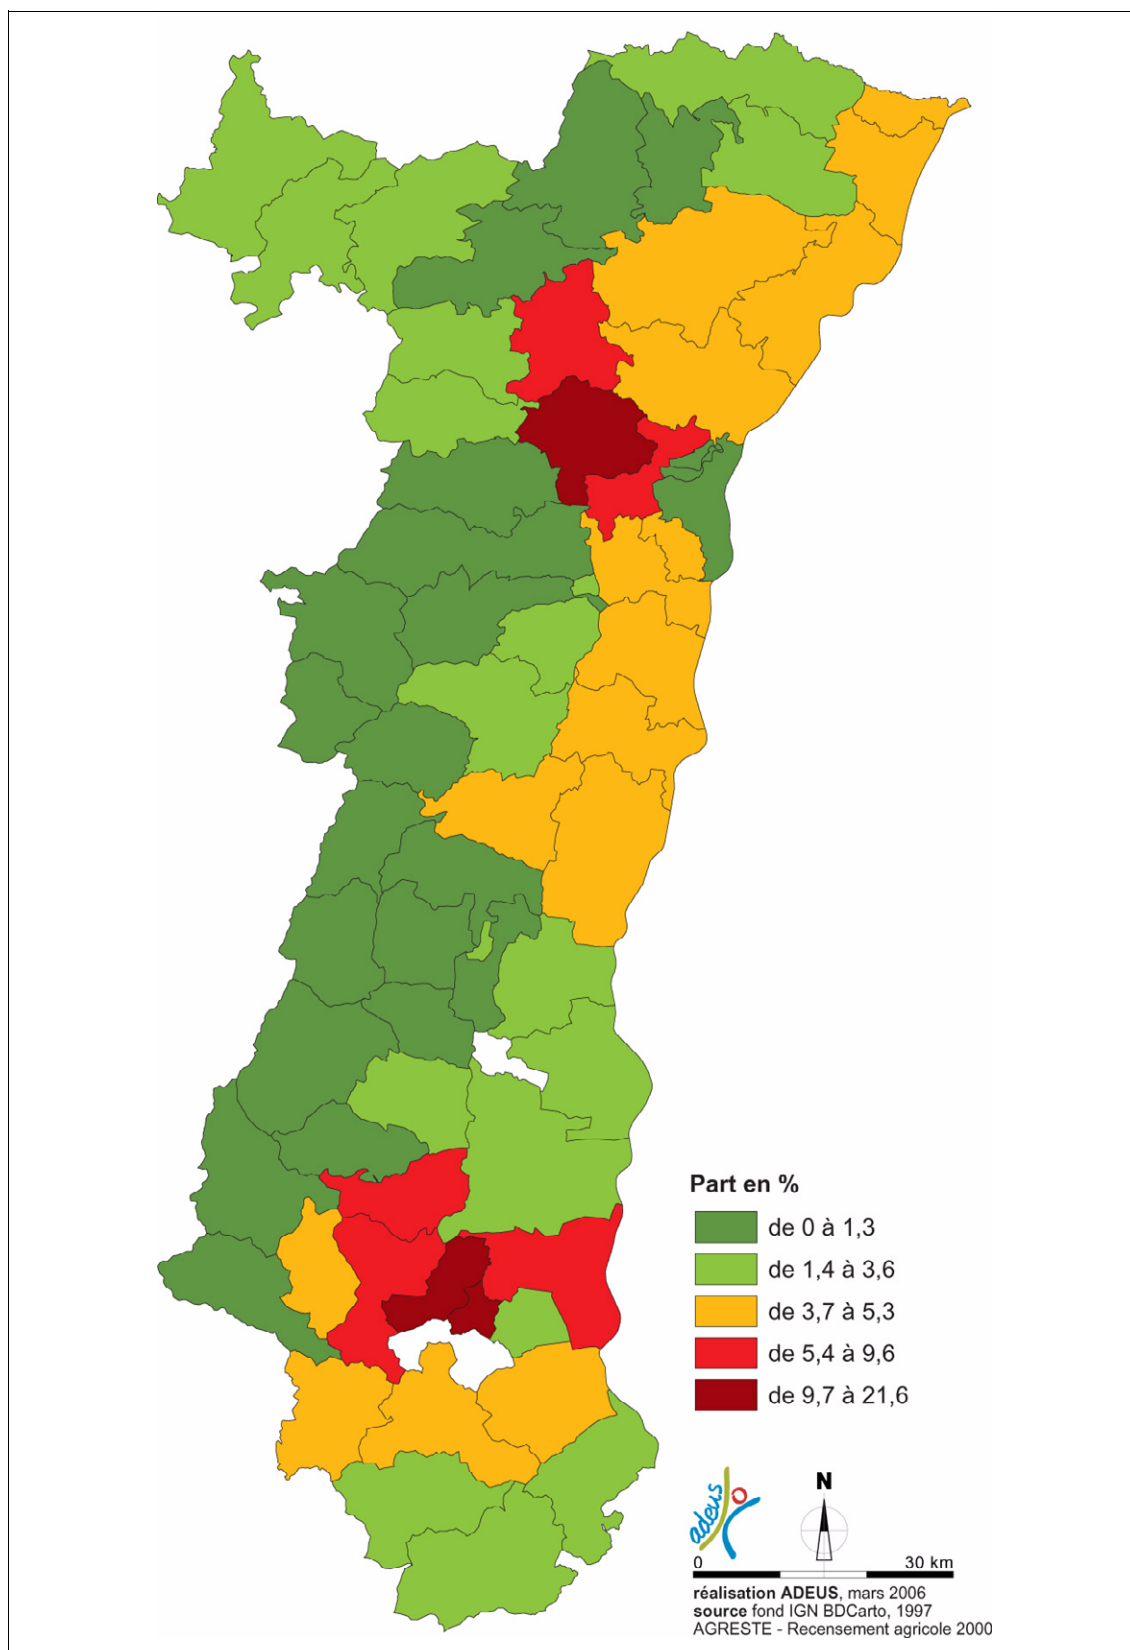 Part en %
de 0 à 1,3
de 1,4 à 3,6
de 3,7 à 5,3
de 5,4 à 9,6
de 9,7 à 21,6
adeus
N
0 30 km
réalisation ADEUS, mars 2006
source fond IGN BDCarto, 1997
AGRESTE - Recensement agricole 2000